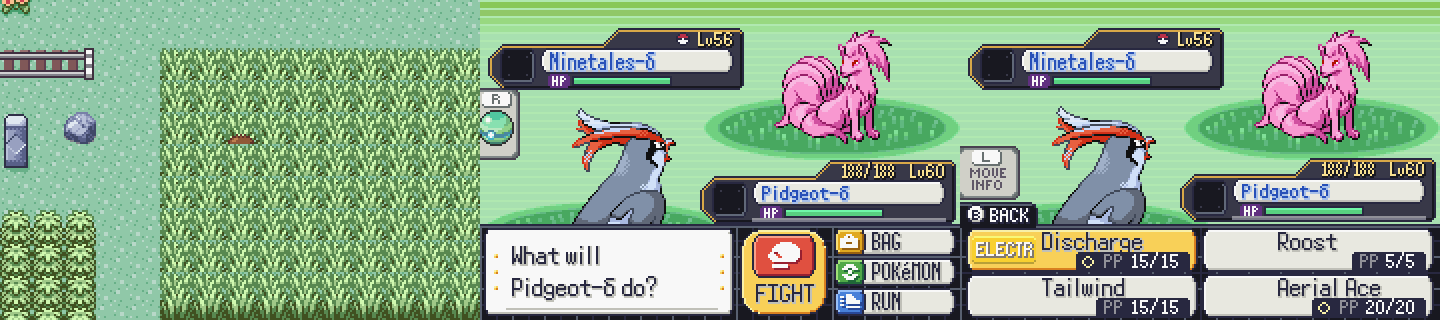 Lv56
Ninetales-δ
HP
R
188/188 Lv60
Pidgeot-δ
HP
What will
Pidgeot-δ do?
FIGHT
BAG
POKéMON
RUN
Lv56
Ninetales-δ
HP
L
MOVE
INFO
B BACK
188/188 Lv60
Pidgeot-δ
HP
ELECTR Discharge
PP 15/15
Roost
PP 5/5
Tailwind
PP 15/15
Aerial Ace
PP 20/20